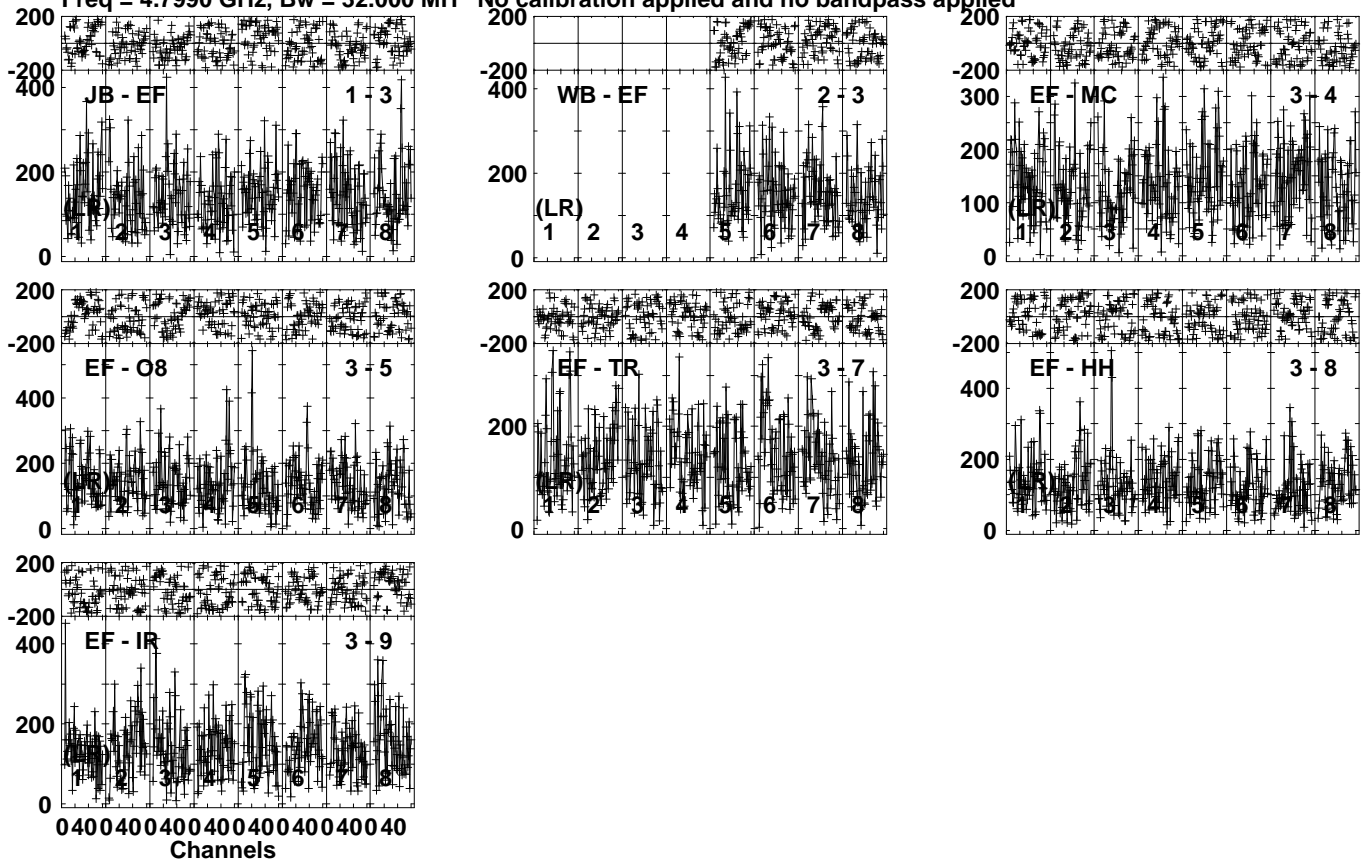 Freq = 4.7990 GHz, Bw = 32.000 MH No calibration applied and no bandpass applied
200
-200
400
200
0
JB - EF 1 - 3
(LR)
1 2 3 4 5 6 7 8
200
-200
400
200
0
WB - EF 2 - 3
(LR)
1 2 3 4 5 6 7 8
200
-200
300
200
100
0
EF - MC 3 - 4
(LR)
1 2 3 4 5 6 7 8
200
-200
400
200
0
EF - O8 3 - 5
(LR)
1 2 3 4 5 6 7 8
200
-200
200
0
EF - TR 3 - 7
(LR)
1 2 3 4 5 6 7 8
200
-200
400
200
0
EF - HH 3 - 8
(LR)
1 2 3 4 5 6 7 8
200
-200
400
200
0
EF - IR 3 - 9
(LR)
1 2 3 4 5 6 7 8
0 40 0 40 0 40 0 40 0 40 0 40 0 40 0 40
Channels